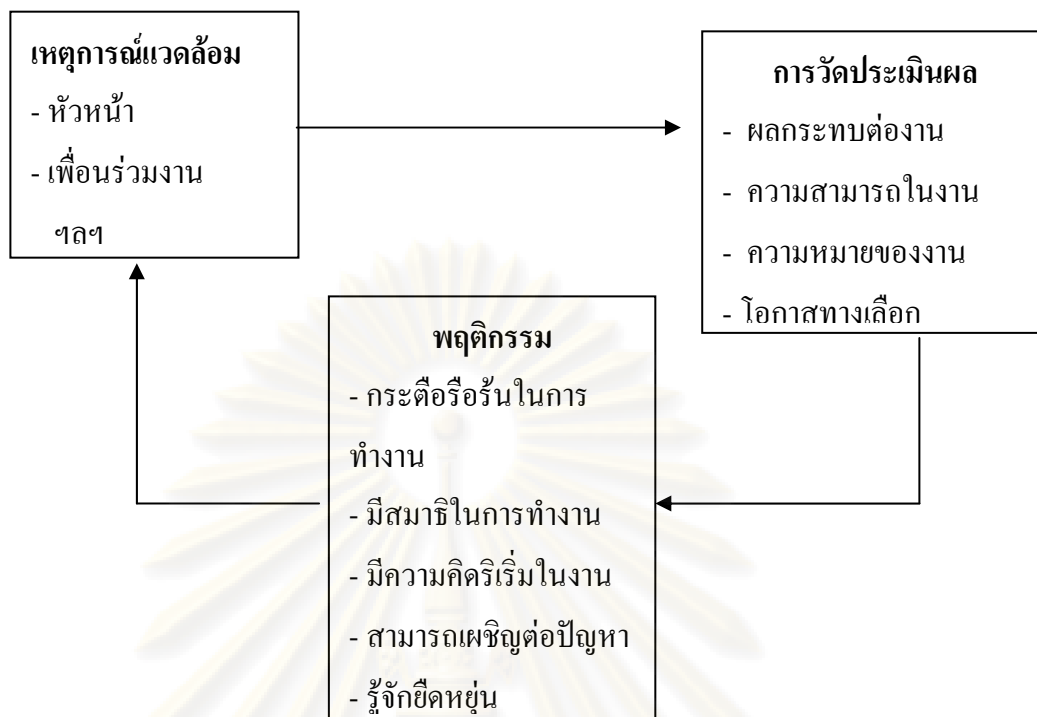 เหตุการณ์แวดล้อม
- หัวหน้า
- เพื่อนร่วมงาน
ฯลฯ
การวัดประเมินผล
- ผลกระทบต่องาน
- ความสามารถในงาน
- ความหมายของงาน
- โอกาสทางเลือก
พฤติกรรม
- กระตือรือร้นในการ
ทำงาน
- มีสมาธิในการทำงาน
- มีความคิดริเริ่มในงาน
- สามารถเผชิญต่อปัญหา
- รู้จักยืดหยุ่น